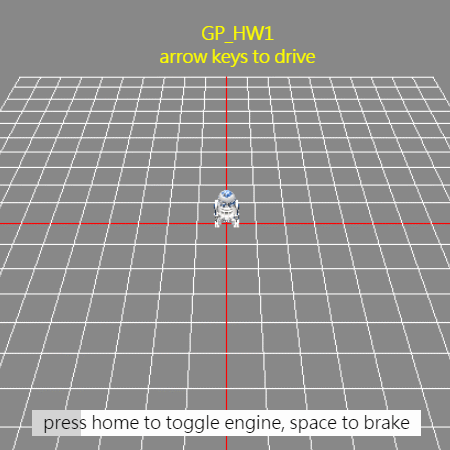 GP_HW1
arrow keys to drive
press home to toggle engine, space to brake